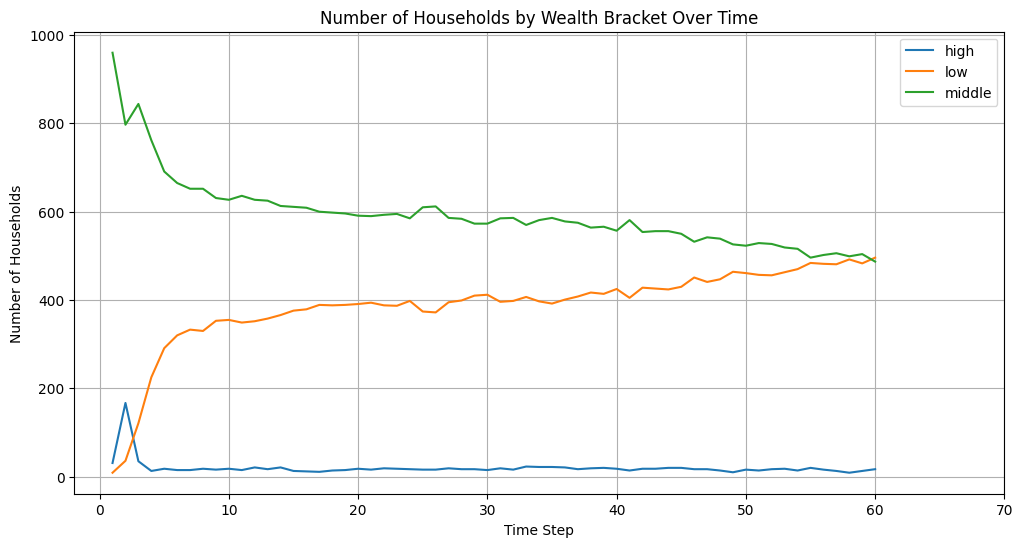 Number of Households by Wealth Bracket Over Time
1000
800
600
400
200
0
Number of Households
high
low
middle
0 10 20 30 40 50 60 70
Time Step